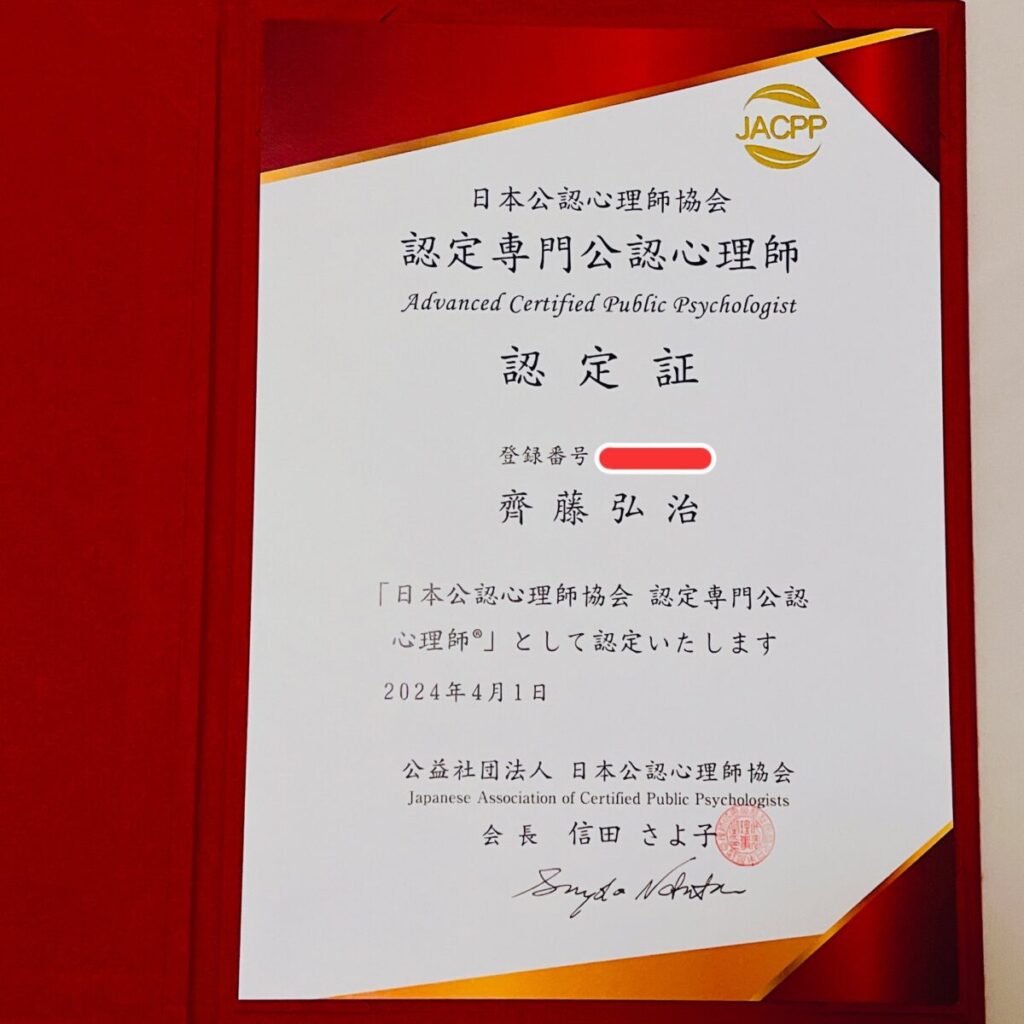 JACPP
日本公認心理師協会
認定専門公認心理師
Advanced Certified Public Psychologist
認定証
登録番号
齊藤弘治
「日本公認心理師協会 認定専門公認
心理師®」として認定いたします
2024年4月1日
公益社団法人 日本公認心理師協会
Japanese Association of Certified Public Psychologists
会長 信田 さよ子